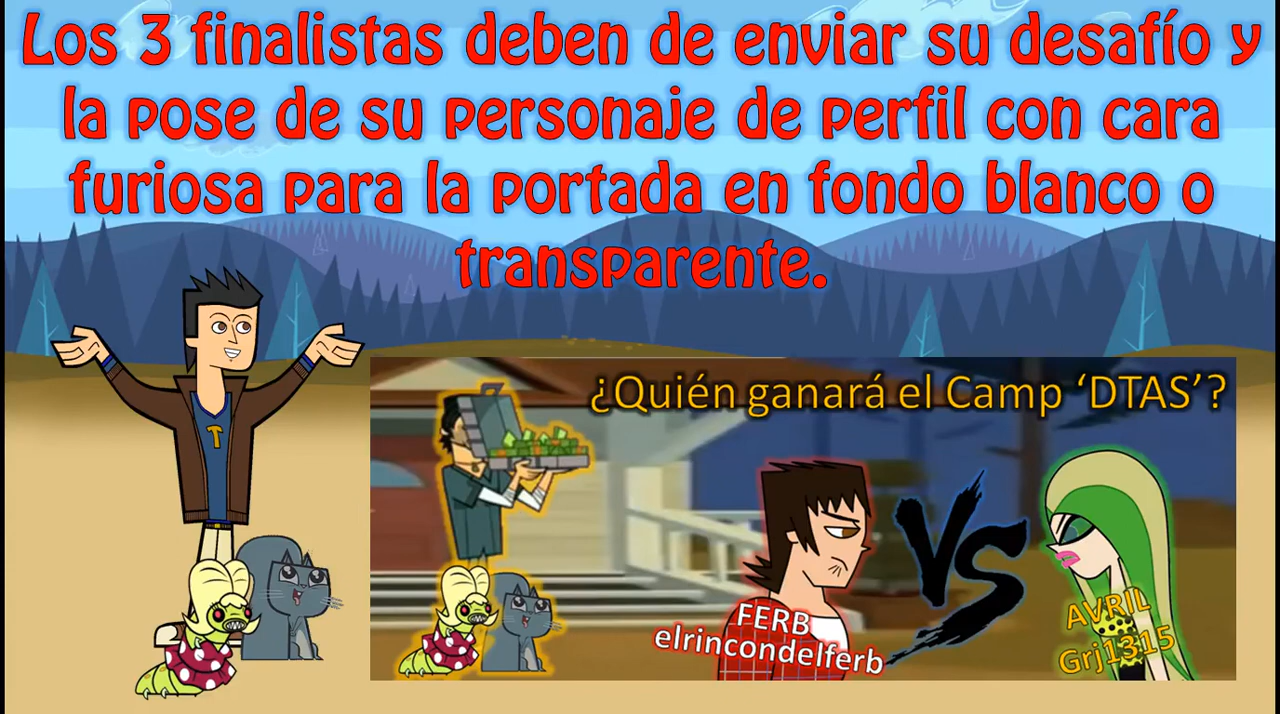 Los 3 finalistas deben de enviar su desafío y
la pose de su personaje de perfil con cara
furiosa para la portada en fondo blanco o
transparente.
¿Quién ganará el Camp ‘DTAS’?
VS
FERB
elrincondelferb
AVRIL
Grj1315
T